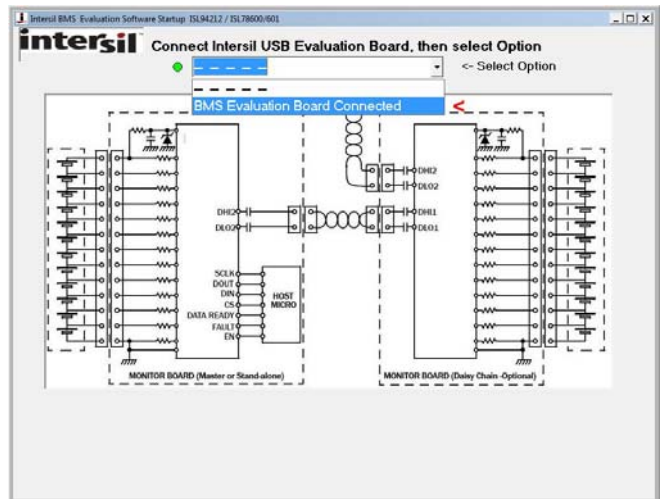 Intersil BMS Evaluation Software Startup ISL94212 / ISL78600/601
intersil
Connect Intersil USB Evaluation Board, then select Option
- - - - - -
<- Select Option
- - - - - -
BMS Evaluation Board Connected
<
DHI2
DLO2
DHI2
DLO2
DHI1
DLO1
SCLK
DOUT
DIN
CS
DATA READY
FAULT
EN
HOST
MICRO
MONITOR BOARD (Master or Stand-alone)
MONITOR BOARD (Daisy Chain -Optional)